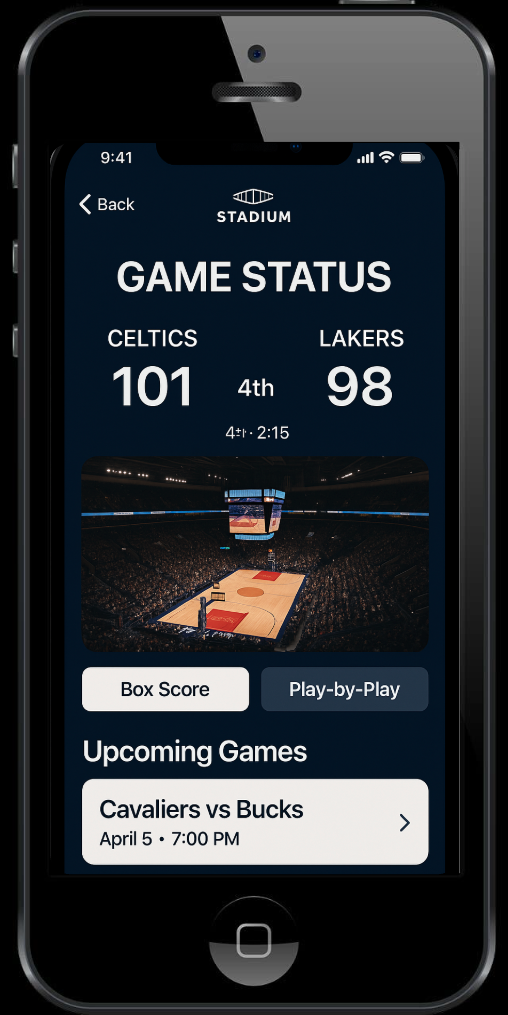 9:41
Back
STADIUM
GAME STATUS
CELTICS LAKERS
101 4th 98
4th · 2:15
Box Score Play-by-Play
Upcoming Games
Cavaliers vs Bucks
April 5 • 7:00 PM